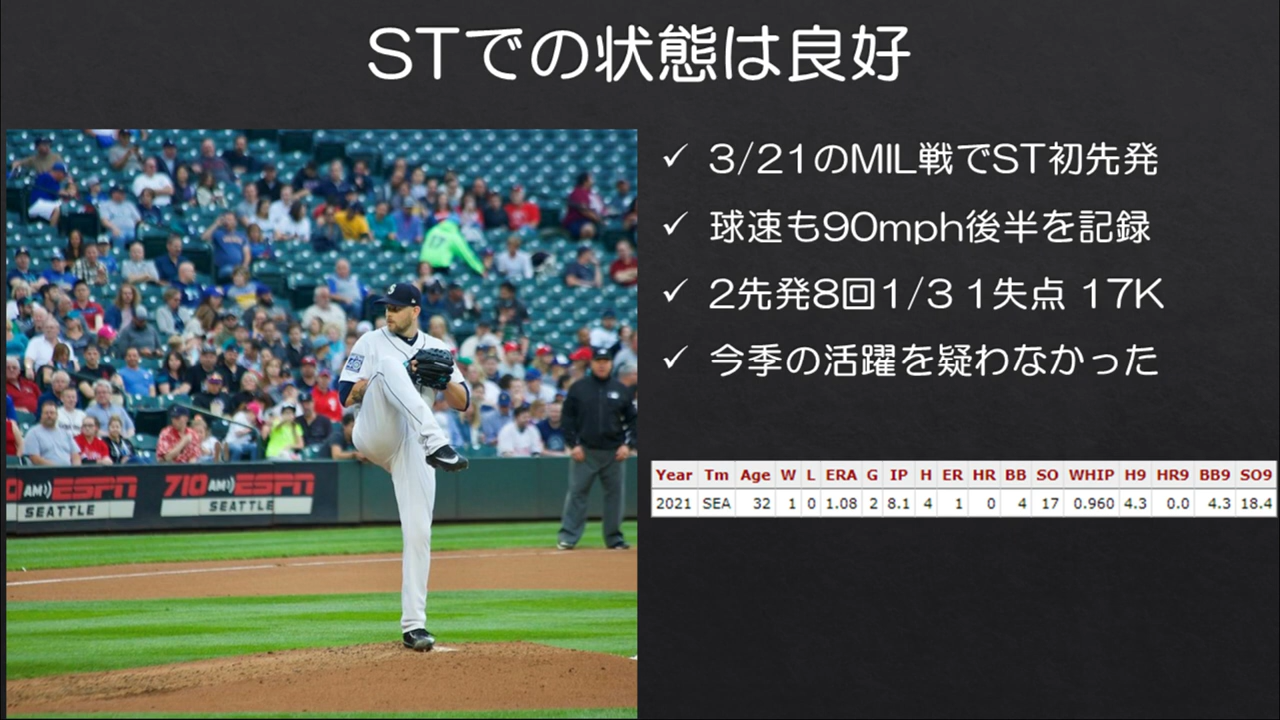 STでの状態は良好
3/21のMIL戦でST初先発
球速も90mph後半を記録
2先発8回1/3 1失点 17K
今季の活躍を疑わなかった
Year Tm Age W L ERA G IP H ER HR BB SO WHIP H9 HR9 BB9 SO9
2021 SEA 32 1 0 1.08 2 8.1 4 1 0 4 17 0.960 4.3 0.0 4.3 18.4
0 AM ESPN
SEATTLE
710 AM ESPN
SEATTLE
17
S